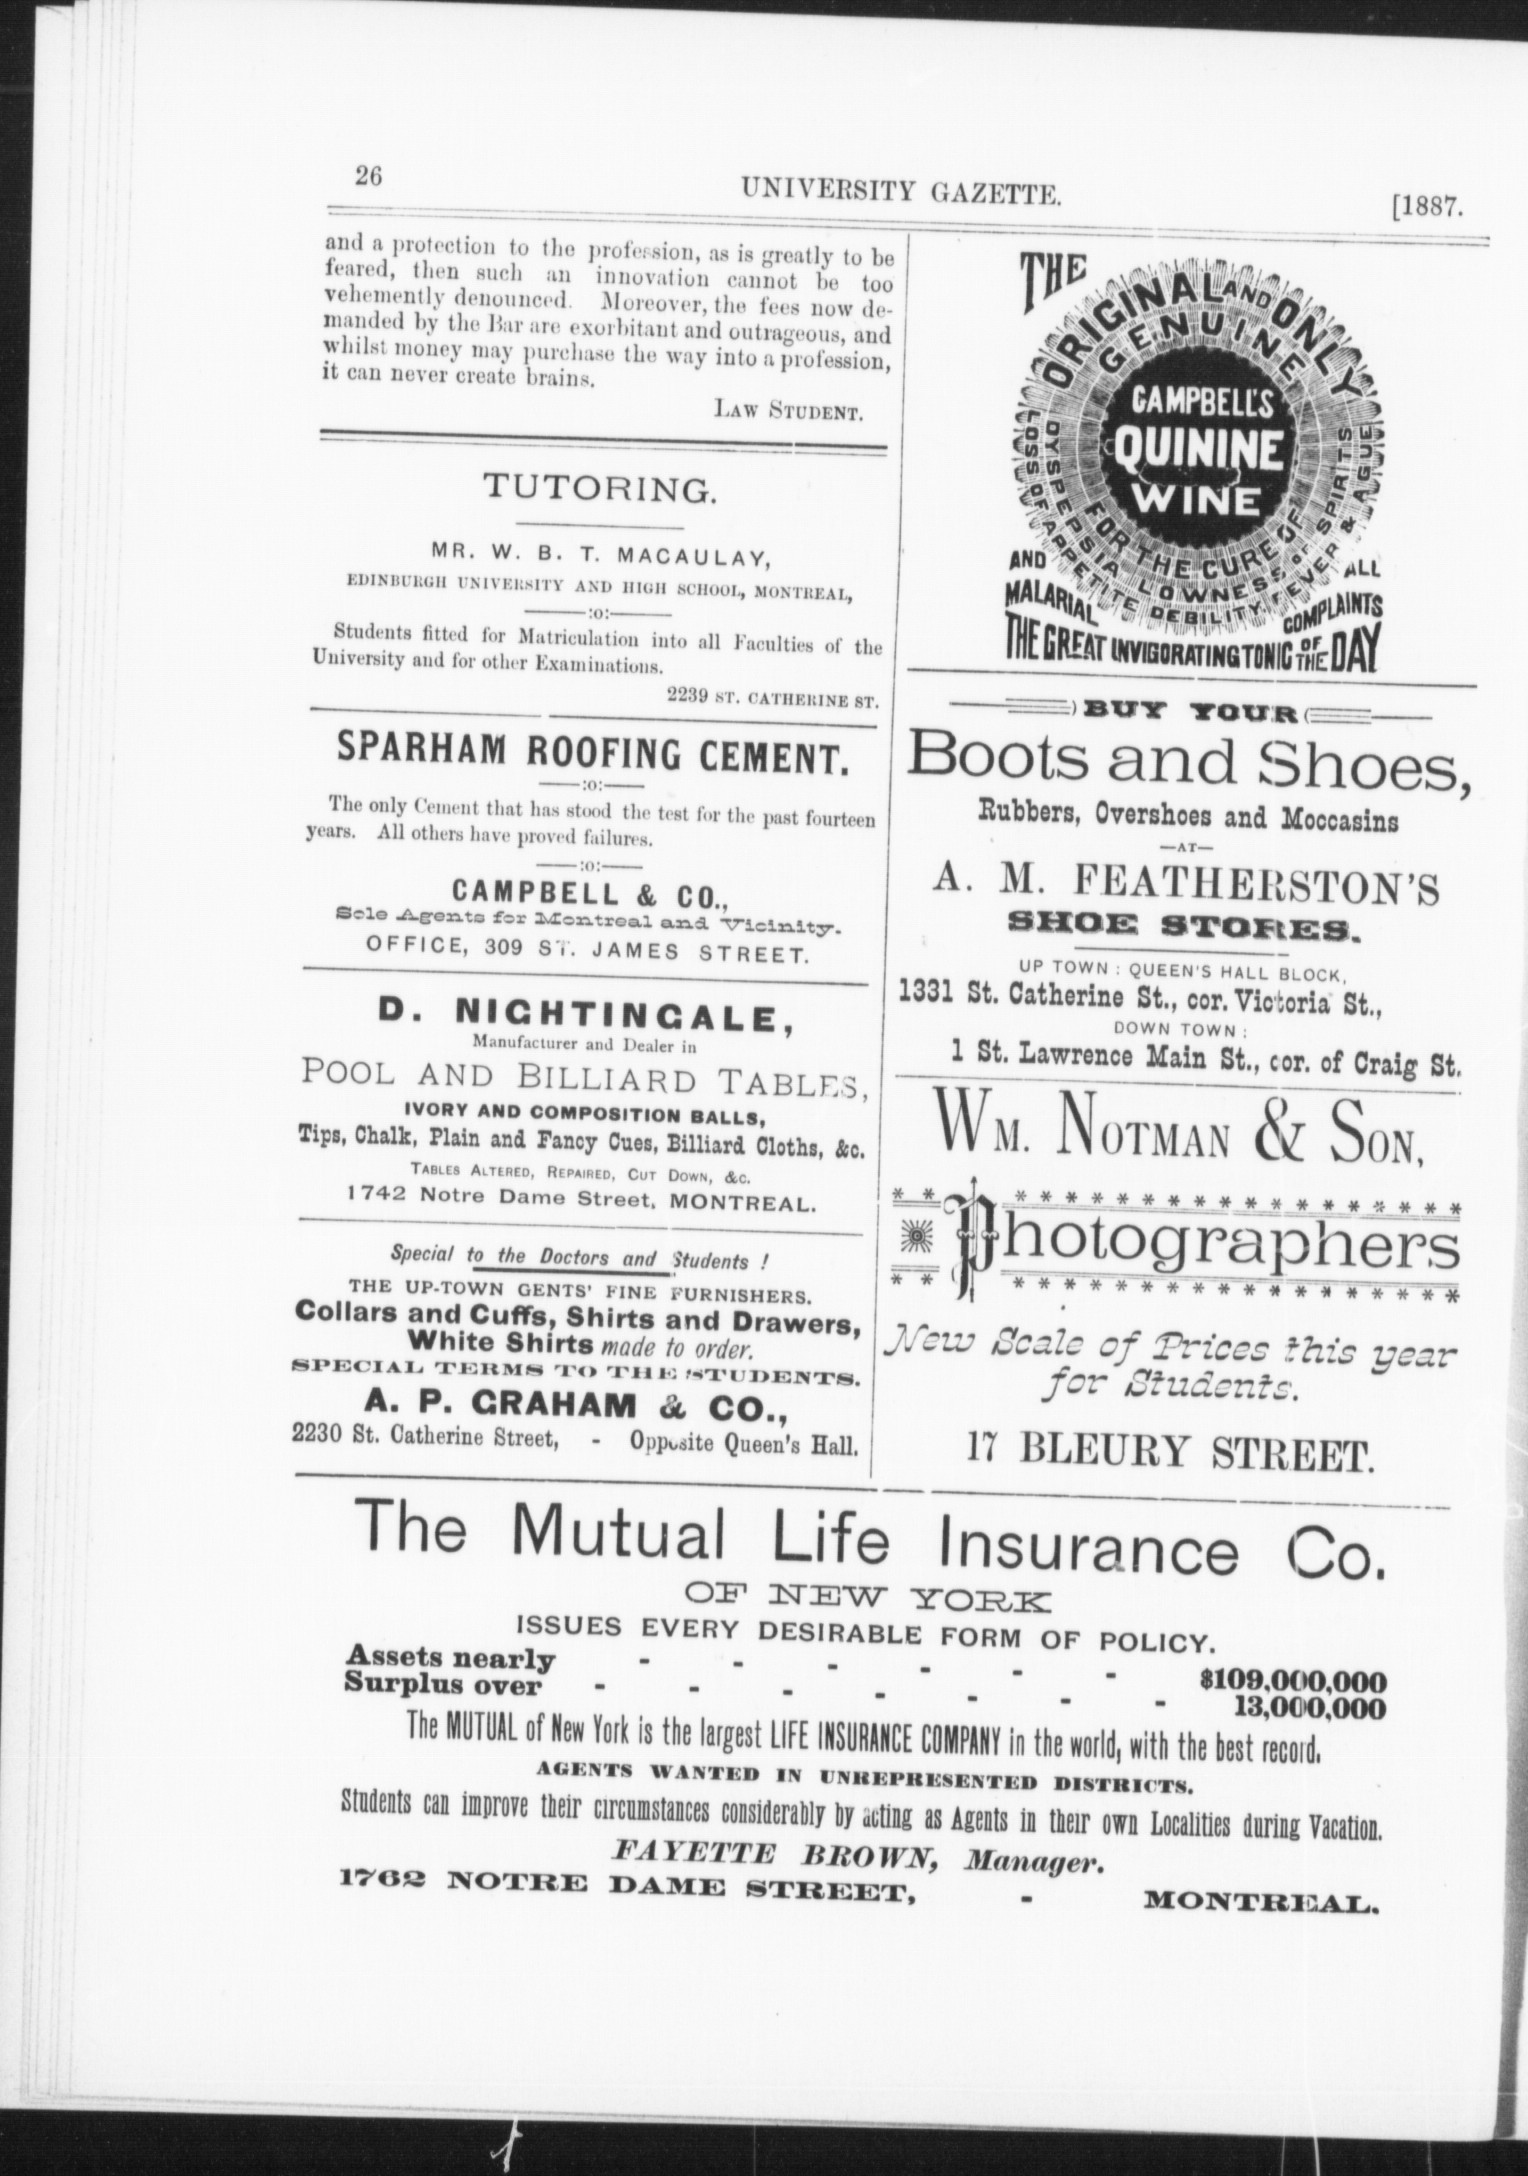 26
UNIVERSITY GAZETTE.
[1887.
and a protection to the profession, as is greatly to be
feared, then such an innovation cannot be too
vehemently denounced. Moreover, the fees now de-
manded by the Bar are exorbitant and outrageous, and
whilst money may purchase the way into a profession,
it can never create brains.
LAW STUDENT.
TUTORING.
MR. W. B. T. MACAULAY,
EDINBURGH UNIVERSITY AND HIGH SCHOOL, MONTREAL,
:o:
Students fitted for Matriculation into all Faculties of the
University and for other Examinations.
2239 ST. CATHERINE ST.
SPARHAM ROOFING CEMENT.
:o:
The only Cement that has stood the test for the past fourteen
years. All others have proved failures.
:o:
CAMPBELL & CO.,
Sole Agents for Montreal and Vicinity.
OFFICE, 309 ST. JAMES STREET.
D. NIGHTINGALE,
Manufacturer and Dealer in
POOL AND BILLIARD TABLES,
IVORY AND COMPOSITION BALLS,
Tips, Chalk, Plain and Fancy Cues, Billiard Cloths, &c.
TABLES ALTERED, REPAIRED, CUT DOWN, &c.
1742 Notre Dame Street, MONTREAL.
Special to the Doctors and Students !
THE UP-TOWN GENTS' FINE FURNISHERS.
Collars and Cuffs, Shirts and Drawers,
White Shirts made to order.
SPECIAL TERMS TO THE STUDENTS.
A. P. GRAHAM & CO.,
2230 St. Catherine Street, - Opposite Queen's Hall.
THE
ORIGINAL AND ONLY
GENUINE
CAMPBELL'S
QUININE
WINE
FOR THE CURE OF
DYSPEPSIA LOWNESS OF SPIRITS
LOSS OF APPETITE DEBILITY, FEVER & AGUE
AND ALL
MALARIAL COMPLAINTS
THE GREAT INVIGORATING TONIC OF THE DAY
BUY YOUR
Boots and Shoes,
Rubbers, Overshoes and Moccasins
—AT—
A. M. FEATHERSTON'S
SHOE STORES.
UP TOWN : QUEEN'S HALL BLOCK,
1331 St. Catherine St., cor. Victoria St.,
DOWN TOWN :
1 St. Lawrence Main St., cor. of Craig St.
WM. NOTMAN & SON,
Photographers
New Scale of Prices this year
for Students.
17 BLEURY STREET.
The Mutual Life Insurance Co.
OF NEW YORK
ISSUES EVERY DESIRABLE FORM OF POLICY.
Assets nearly - - - - - - $109,000,000
Surplus over - - - - - - - 13,000,000
The MUTUAL of New York is the largest LIFE INSURANCE COMPANY in the world, with the best record.
AGENTS WANTED IN UNREPRESENTED DISTRICTS.
Students can improve their circumstances considerably by acting as Agents in their own Localities during Vacation.
FAYETTE BROWN, Manager.
1762 NOTRE DAME STREET, - MONTREAL.